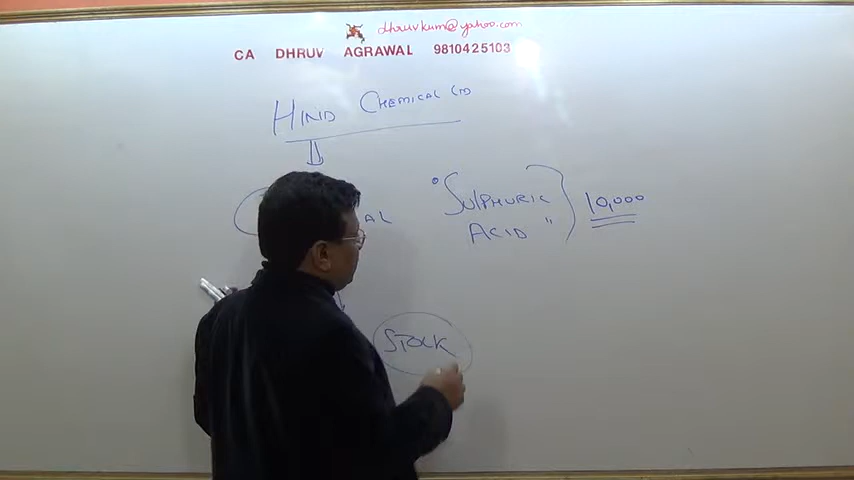 dhruvkum@yahoo.com
CA DHRUV AGRAWAL 9810425103
HIND CHEMICAL LTD
SULPHURIC
ACID "
10,000
STOCK